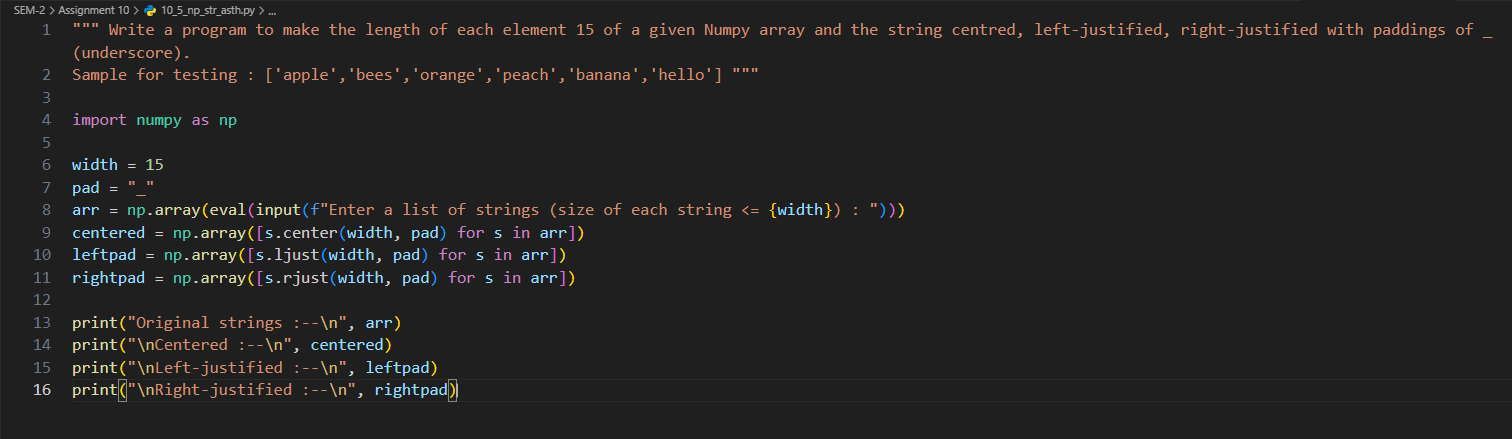 SEM-2 > Assignment 10 > 10_5_np_str_asth.py > ...
1 """ Write a program to make the length of each element 15 of a given Numpy array and the string centred, left-justified, right-justified with paddings of _
(underscore).
2 Sample for testing : ['apple','bees','orange','peach','banana','hello'] """
3
4 import numpy as np
5
6 width = 15
7 pad = "_"
8 arr = np.array(eval(input(f"Enter a list of strings (size of each string <= {width}) : ")))
9 centered = np.array([s.center(width, pad) for s in arr])
10 leftpad = np.array([s.ljust(width, pad) for s in arr])
11 rightpad = np.array([s.rjust(width, pad) for s in arr])
12
13 print("Original strings :--\n", arr)
14 print("\nCentered :--\n", centered)
15 print("\nLeft-justified :--\n", leftpad)
16 print("\nRight-justified :--\n", rightpad)